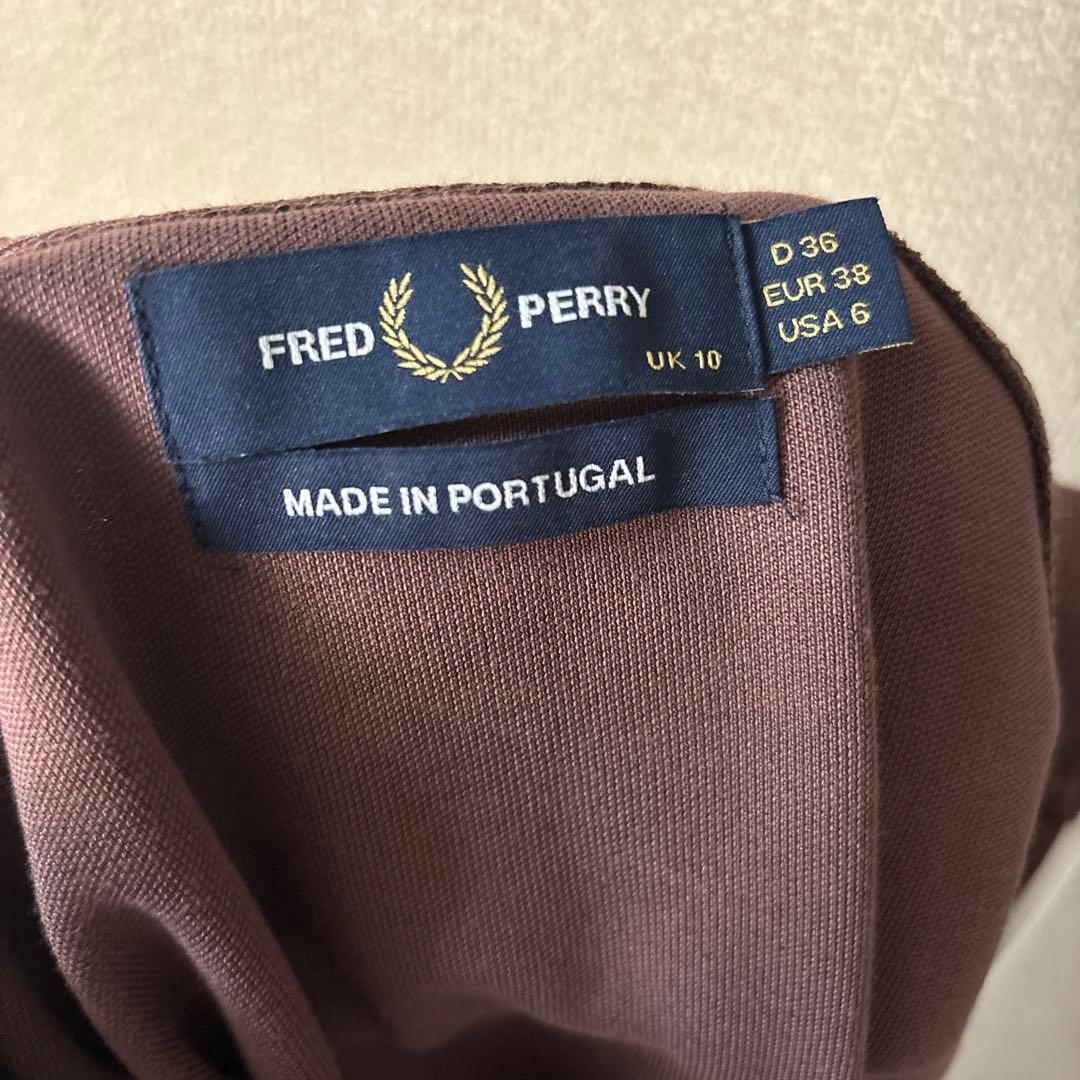 FRED PERRY
UK 10
D 36
EUR 38
USA 6
MADE IN PORTUGAL